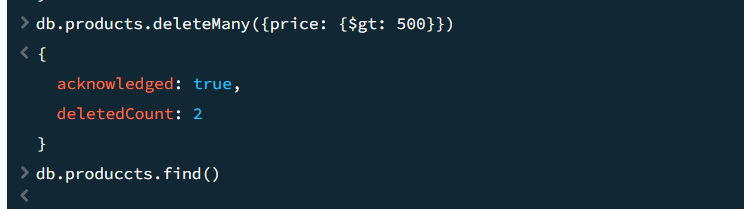 > db.products.deleteMany({price: {$gt: 500}})
< {
acknowledged: true,
deletedCount: 2
}
> db.produccts.find()
<